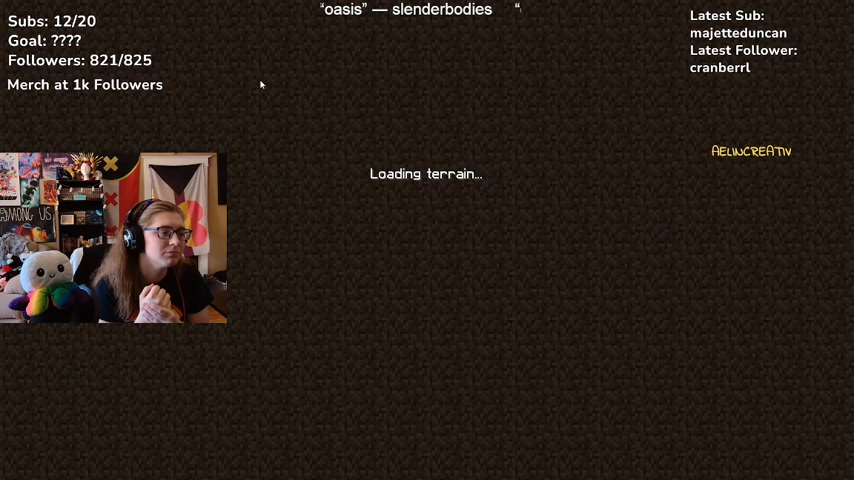 "oasis" — slenderbodies “
Subs: 12/20
Goal: ????
Followers: 821/825
Merch at 1k Followers
Latest Sub:
majetteduncan
Latest Follower:
cranberrl
AELINCREATIV
Loading terrain...
AMONG US